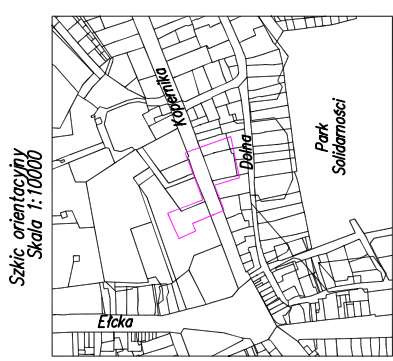 Szkic orientacyjny
Skala 1:10000
Kopernika
Dolna
Park
Solidarności
Ełcka